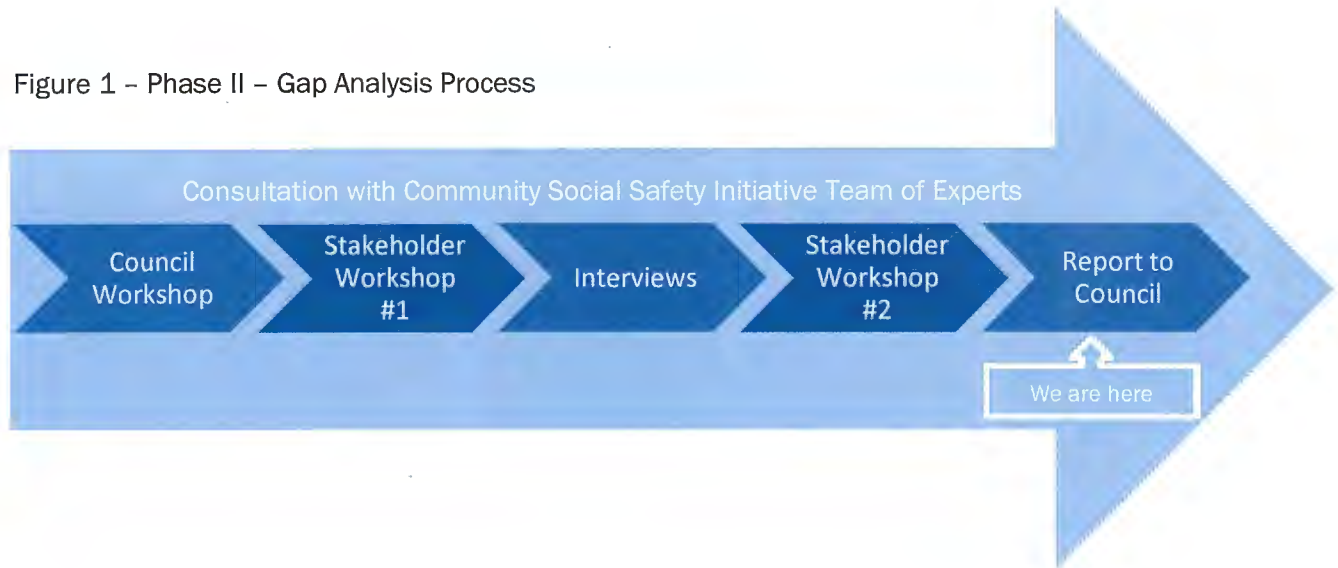 Figure 1 – Phase II – Gap Analysis Process
Consultation with Community Social Safety Initiative Team of Experts
Council
Workshop
Stakeholder
Workshop
#1
Interviews
Stakeholder
Workshop
#2
Report to
Council
We are here